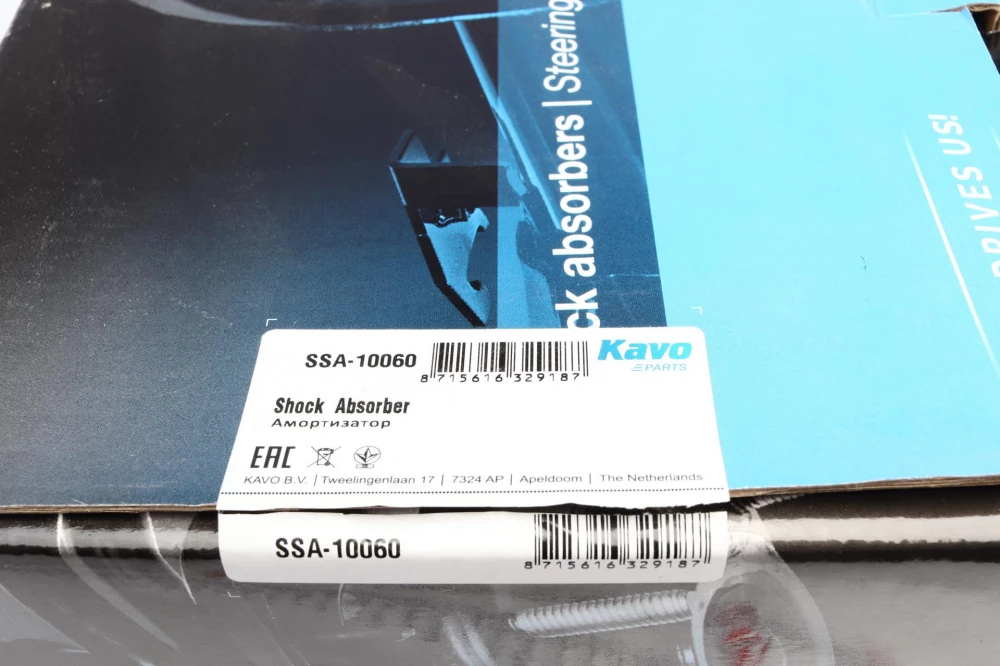 ck absorbers | Steering
DRIVES US!
SSA-10060
8 715616 329187
Kavo
PARTS
Shock Absorber
Амортизатор
EAC
KAVO B.V. | Tweelingenlaan 17 | 7324 AP | Apeldoorn | The Netherlands
SSA-10060
8 715616 329187